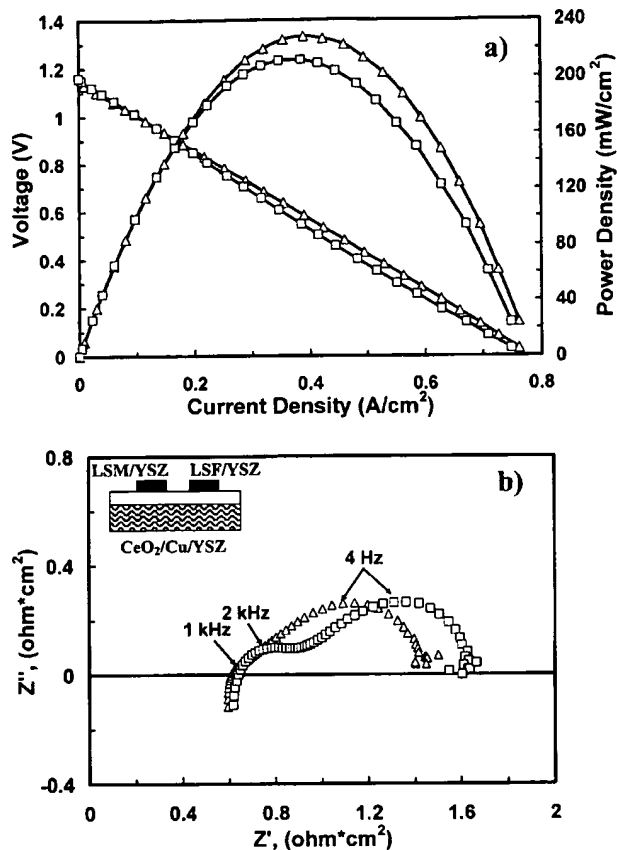 a)
1.4
1.2
1
0.8
0.6
0.4
0.2
0
Voltage (V)
240
200
160
120
80
40
0
Power Density (mW/cm²)
0
0.2
0.4
0.6
0.8
Current Density (A/cm²)
b)
0.8
0.4
0
-0.4
Z'', (ohm*cm²)
LSM/YSZ LSF/YSZ
CeO₂/Cu/YSZ
4 Hz
2 kHz
1 kHz
0
0.4
0.8
1.2
1.6
2
Z', (ohm*cm²)